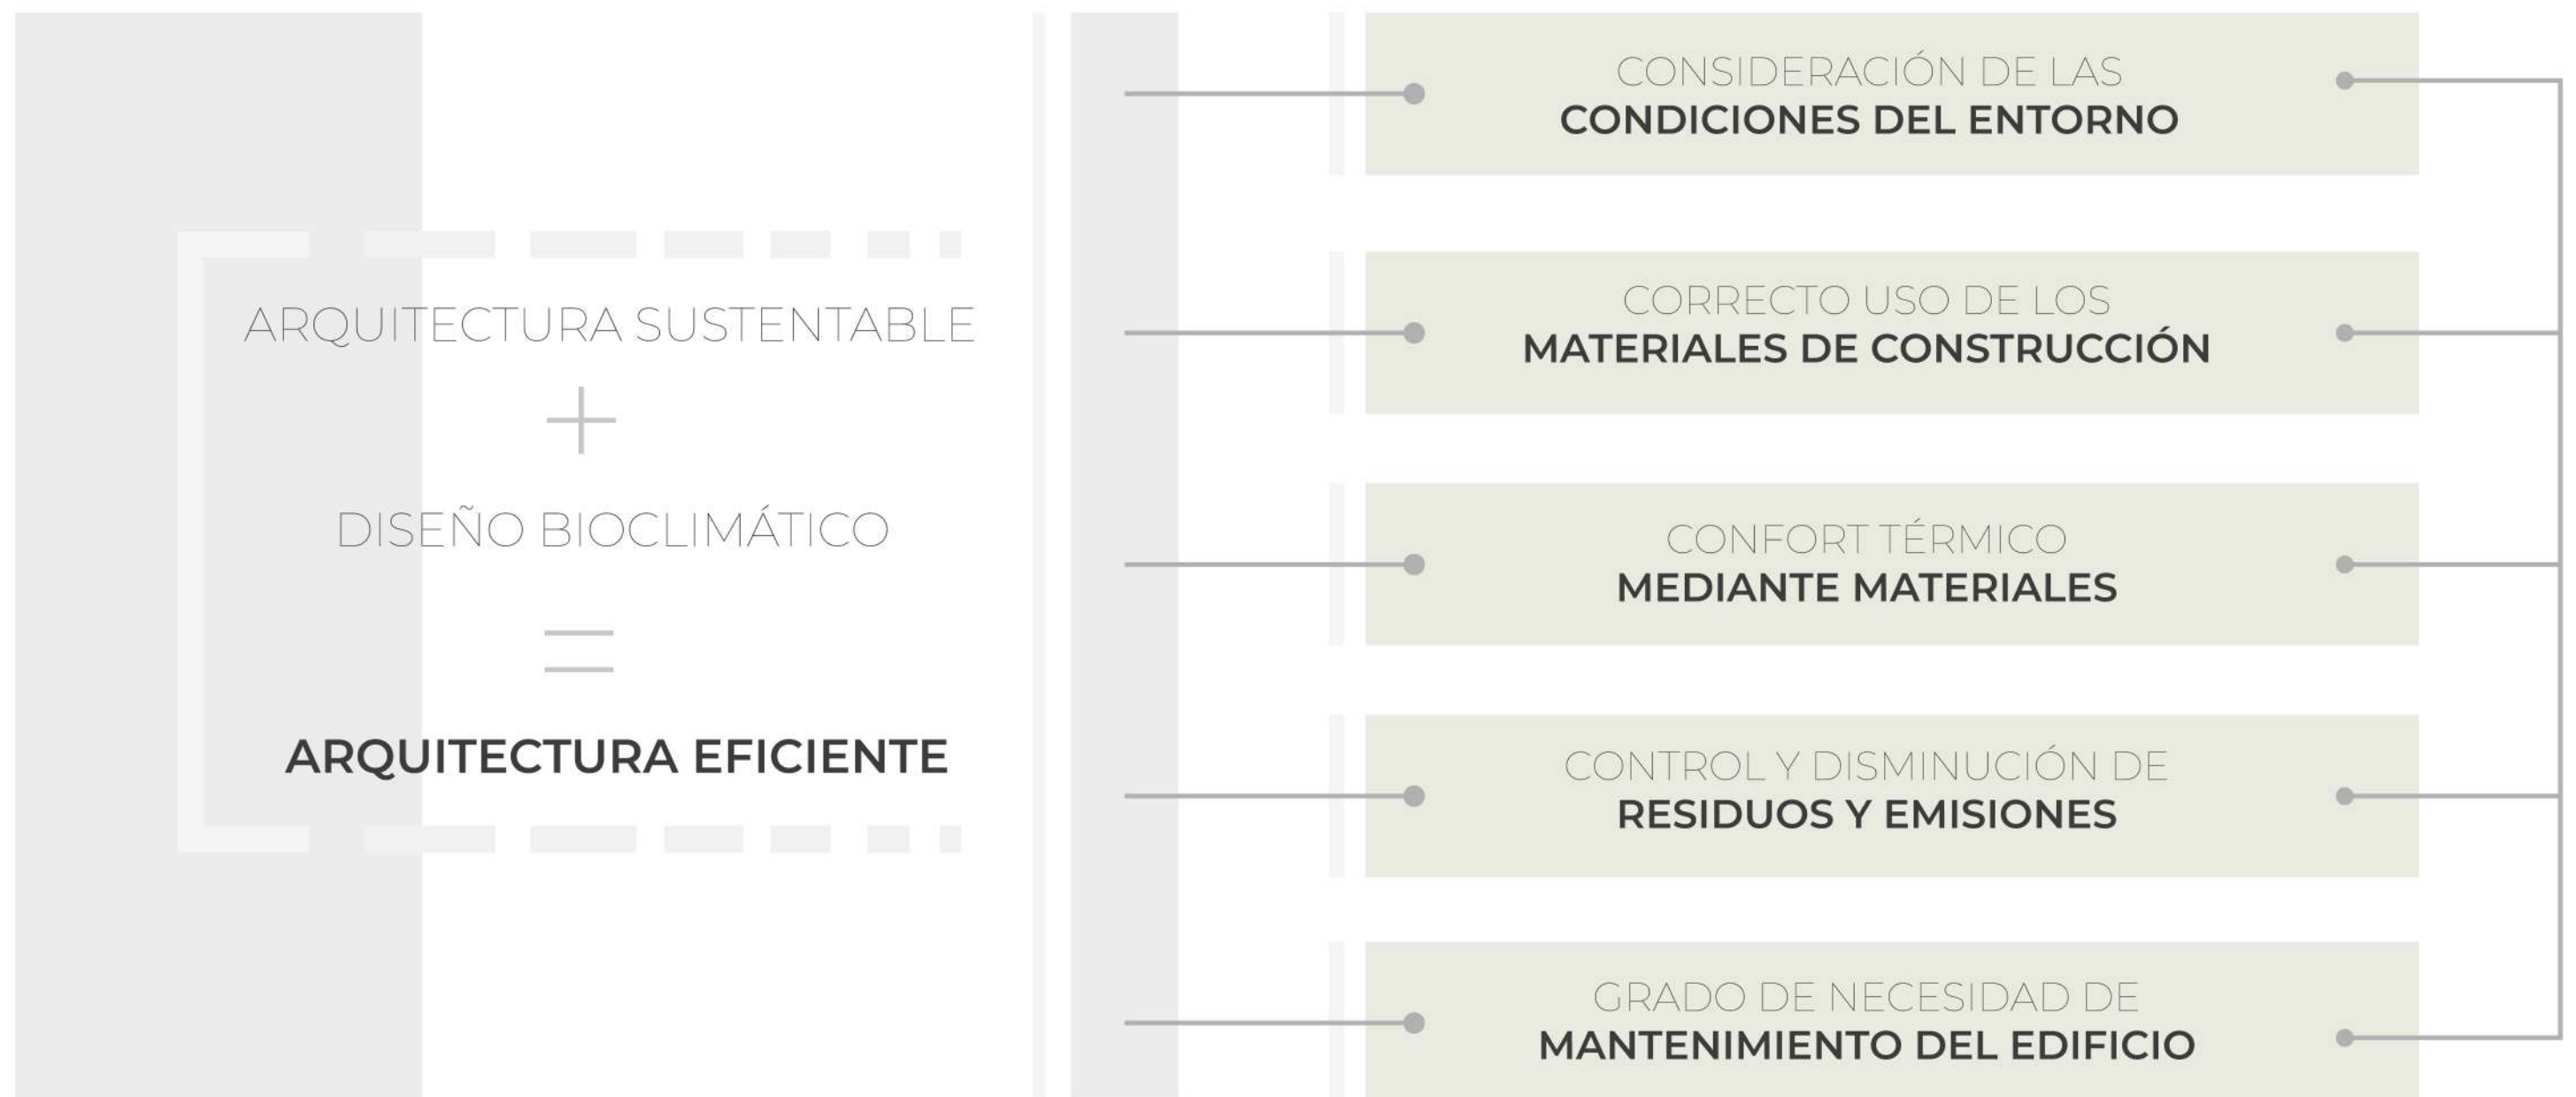 ARQUITECTURA SUSTENTABLE
+
DISEÑO BIOCLIMÁTICO
=
ARQUITECTURA EFICIENTE
CONSIDERACIÓN DE LAS
CONDICIONES DEL ENTORNO
CORRECTO USO DE LOS
MATERIALES DE CONSTRUCCIÓN
CONFORT TÉRMICO
MEDIANTE MATERIALES
CONTROL Y DISMINUCIÓN DE
RESIDUOS Y EMISIONES
GRADO DE NECESIDAD DE
MANTENIMIENTO DEL EDIFICIO